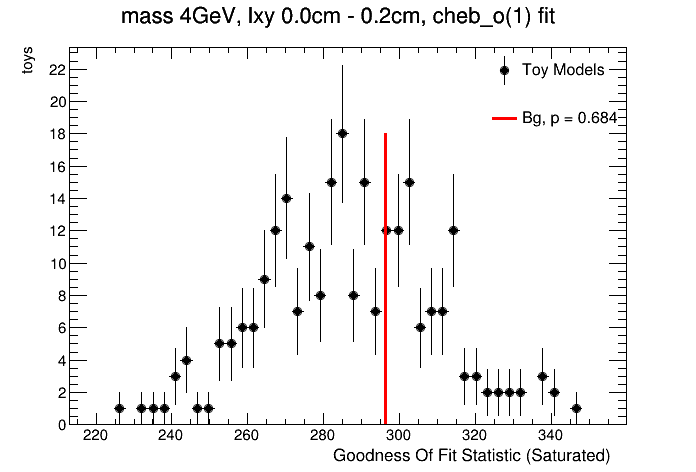 mass 4GeV, lxy 0.0cm - 0.2cm, cheb_o(1) fit
toys
22
20
18
16
14
12
10
8
6
4
2
0
Toy Models
Bg, p = 0.684
220 240 260 280 300 320 340
Goodness Of Fit Statistic (Saturated)